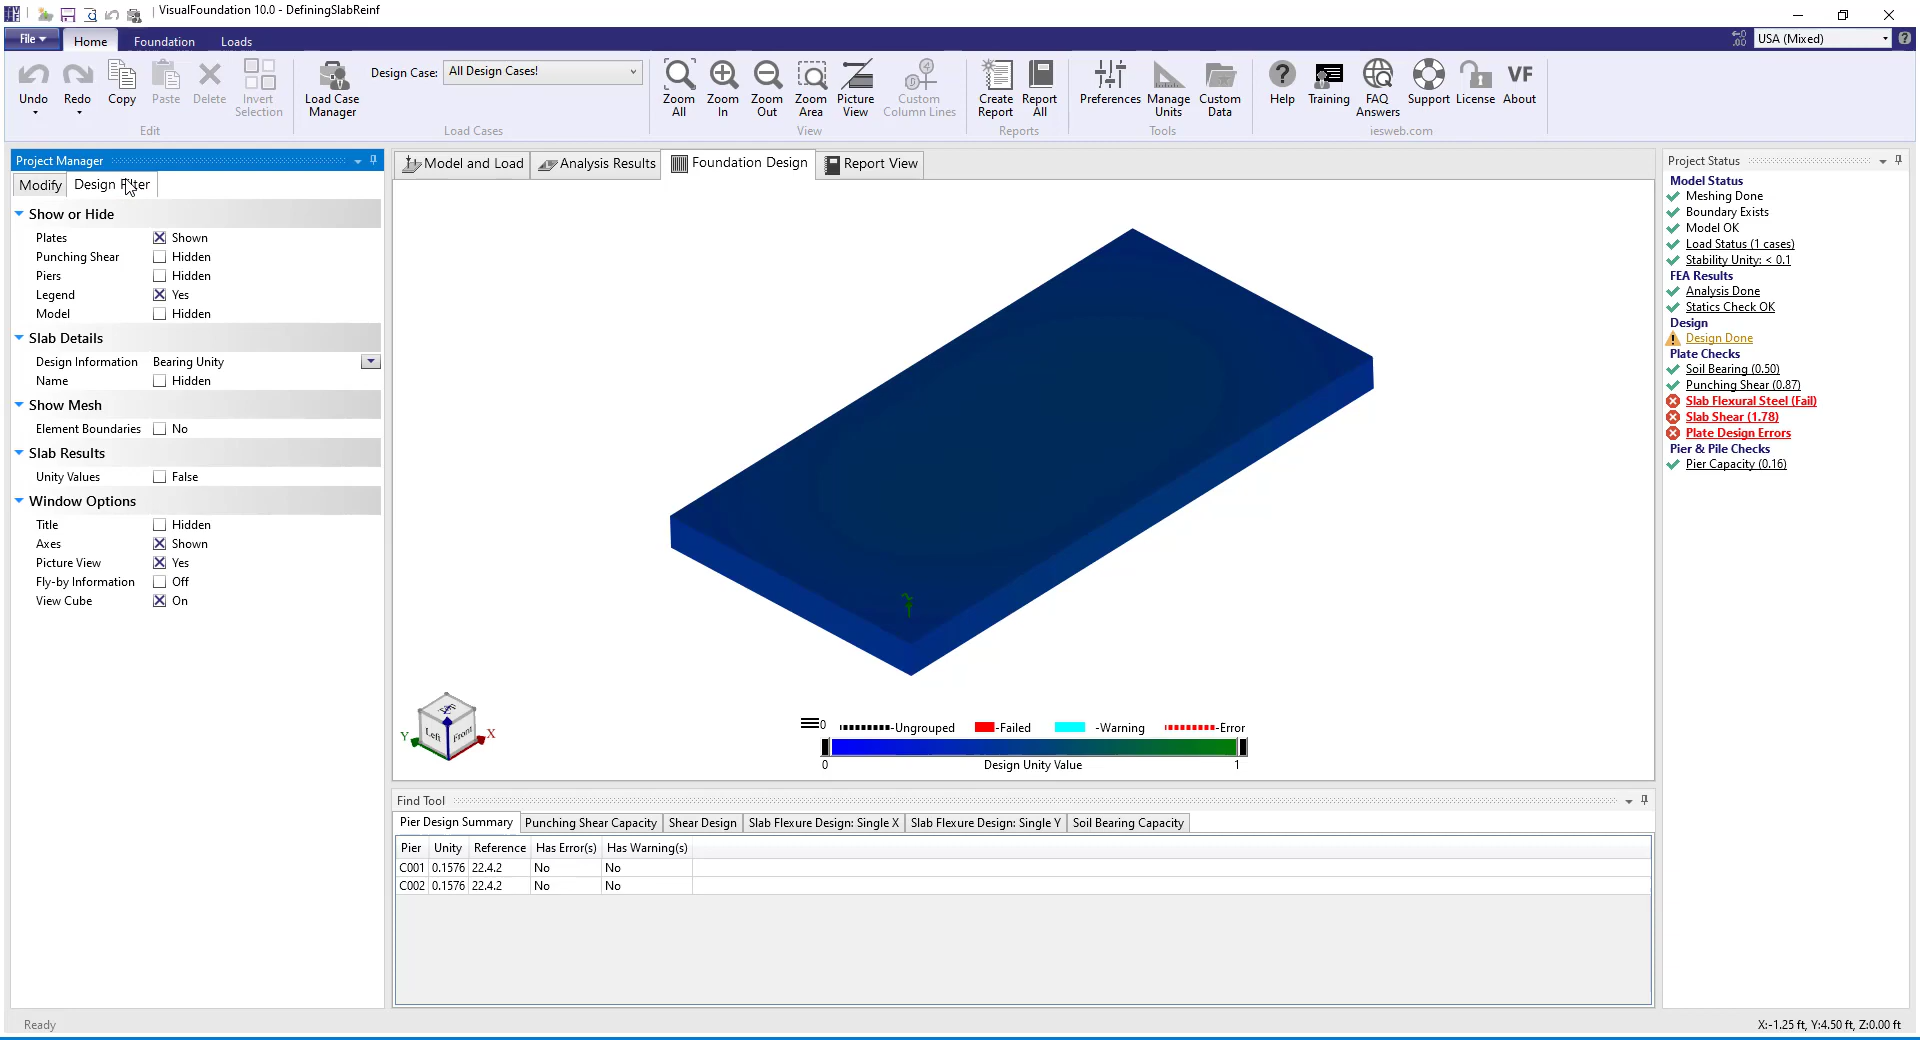 VisualFoundation 10.0 - DefiningSlabReinf
File Home Foundation Loads
USA (Mixed)
Undo Redo Copy Paste Delete Invert Selection
Edit
Load Case Manager
Design Case: All Design Cases!
Load Cases
Zoom All Zoom In Zoom Out Zoom Area Picture View Custom Column Lines
View
Create Report Report All
Reports
Preferences Manage Units Custom Data
Tools
Help Training FAQ Answers Support License VF About
iesweb.com
Project Manager
Modify Design Filter
Show or Hide
Plates Shown
Punching Shear Hidden
Piers Hidden
Legend Yes
Model Hidden
Slab Details
Design Information Bearing Unity
Name Hidden
Show Mesh
Element Boundaries No
Slab Results
Unity Values False
Window Options
Title Hidden
Axes Shown
Picture View Yes
Fly-by Information Off
View Cube On
Model and Load Analysis Results Foundation Design Report View
Left Front
Y X
0 -Ungrouped -Failed -Warning -Error
0 Design Unity Value 1
Find Tool
Pier Design Summary Punching Shear Capacity Shear Design Slab Flexure Design: Single X Slab Flexure Design: Single Y Soil Bearing Capacity
Pier Unity Reference Has Error(s) Has Warning(s)
C001 0.1576 22.4.2 No No
C002 0.1576 22.4.2 No No
Project Status
Model Status
Meshing Done
Boundary Exists
Model OK
Load Status (1 cases)
Stability Unity: < 0.1
FEA Results
Analysis Done
Statics Check OK
Design
Design Done
Plate Checks
Soil Bearing (0.50)
Punching Shear (0.87)
Slab Flexural Steel (Fail)
Slab Shear (1.78)
Plate Design Errors
Pier & Pile Checks
Pier Capacity (0.16)
Ready
X:-1.25 ft, Y:4.50 ft, Z:0.00 ft